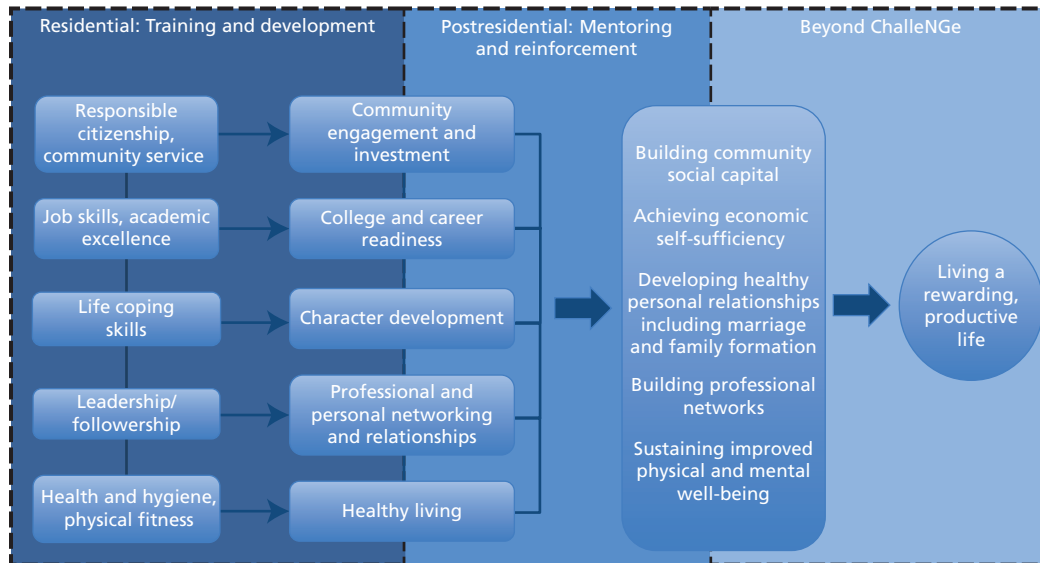 Residential: Training and development
Postresidential: Mentoring
and reinforcement
Beyond ChalleNGe
Responsible
citizenship,
community service
Community
engagement and
investment
Job skills, academic
excellence
College and career
readiness
Life coping
skills
Character development
Leadership/
followership
Professional and
personal networking
and relationships
Health and hygiene,
physical fitness
Healthy living
Building community
social capital
Achieving economic
self-sufficiency
Developing healthy
personal relationships
including marriage
and family formation
Building professional
networks
Sustaining improved
physical and mental
well-being
Living a
rewarding,
productive
life